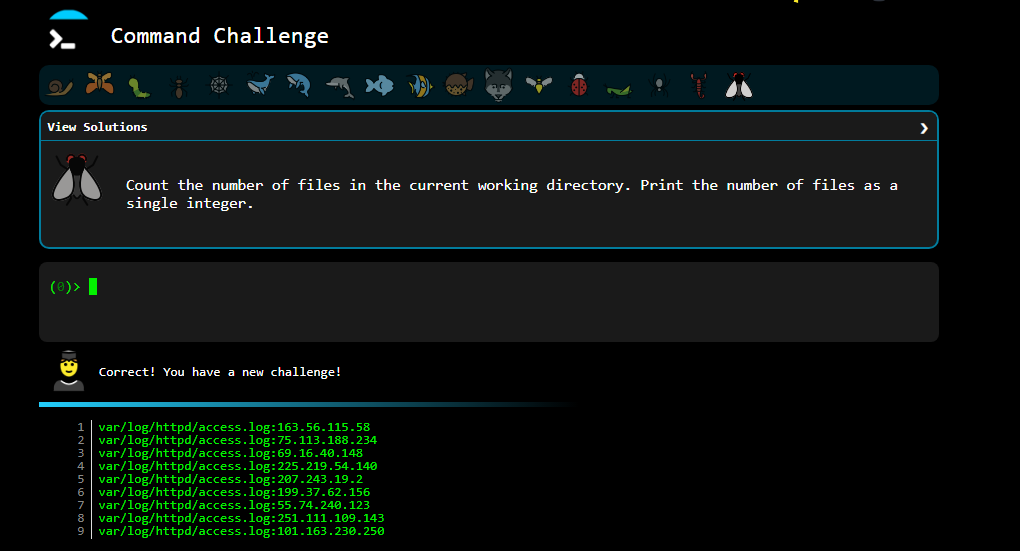 Command Challenge
View Solutions
Count the number of files in the current working directory. Print the number of files as a
single integer.
(0)>
Correct! You have a new challenge!
1 var/log/httpd/access.log:163.56.115.58
2 var/log/httpd/access.log:75.113.188.234
3 var/log/httpd/access.log:69.16.40.148
4 var/log/httpd/access.log:225.219.54.140
5 var/log/httpd/access.log:207.243.19.2
6 var/log/httpd/access.log:199.37.62.156
7 var/log/httpd/access.log:55.74.240.123
8 var/log/httpd/access.log:251.111.109.143
9 var/log/httpd/access.log:101.163.230.250